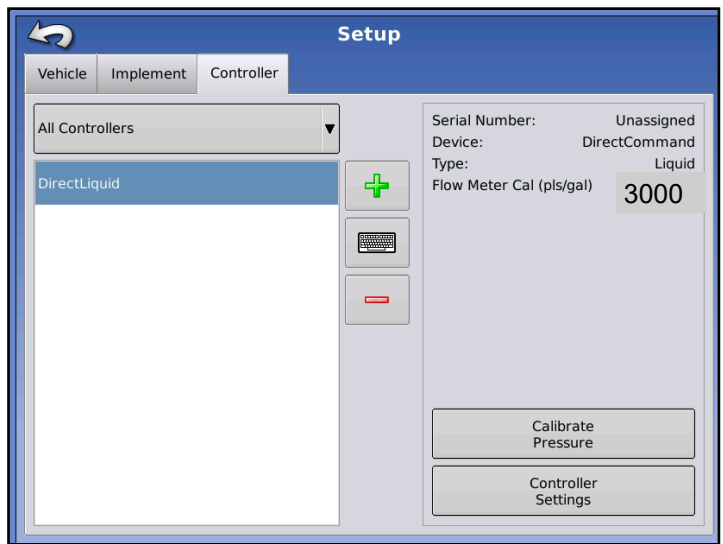 Setup
Vehicle Implement Controller
All Controllers
DirectLiquid
Serial Number: Unassigned
Device: DirectCommand
Type: Liquid
Flow Meter Cal (pls/gal) 3000
Calibrate
Pressure
Controller
Settings